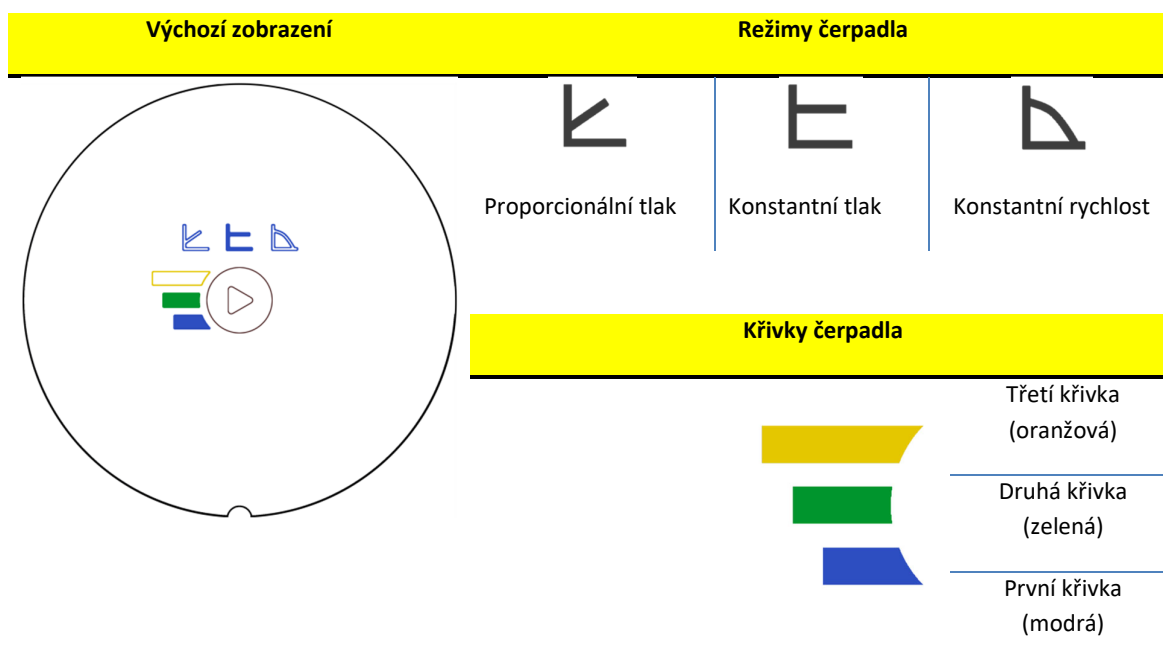 Výchozí zobrazení
Režimy čerpadla
Proporcionální tlak
Konstantní tlak
Konstantní rychlost
Křivky čerpadla
Třetí křivka
(oranžová)
Druhá křivka
(zelená)
První křivka
(modrá)